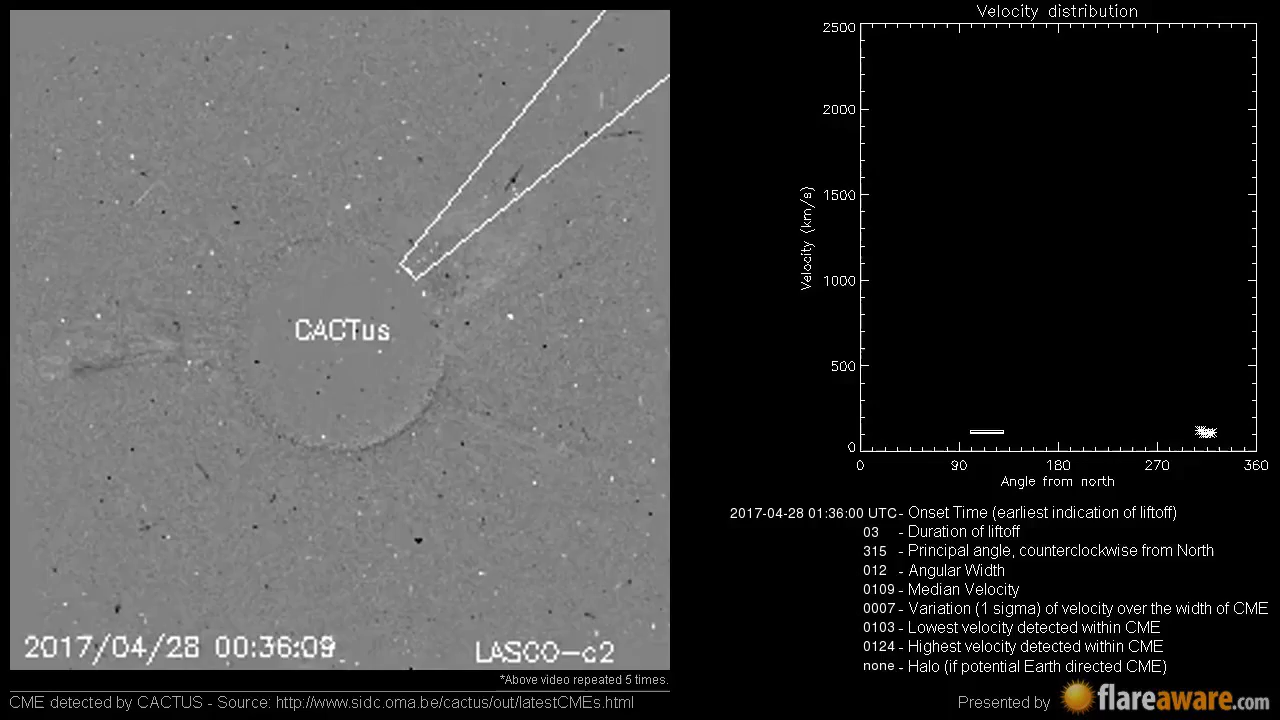 Velocity distribution
2500
2000
1500
1000
500
0
Velocity (km/s)
0 90 180 270 360
Angle from north
CACTus
2017/04/28 00:36:09 LASCO-c2
*Above video repeated 5 times.
2017-04-28 01:36:00 UTC - Onset Time (earliest indication of liftoff)
03 - Duration of liftoff
315 - Principal angle, counterclockwise from North
012 - Angular Width
0109 - Median Velocity
0007 - Variation (1 sigma) of velocity over the width of CME
0103 - Lowest velocity detected within CME
0124 - Highest velocity detected within CME
none - Halo (if potential Earth directed CME)
CME detected by CACTUS - Source: http://www.sidc.oma.be/cactus/out/latestCMEs.html
Presented by flareaware.com